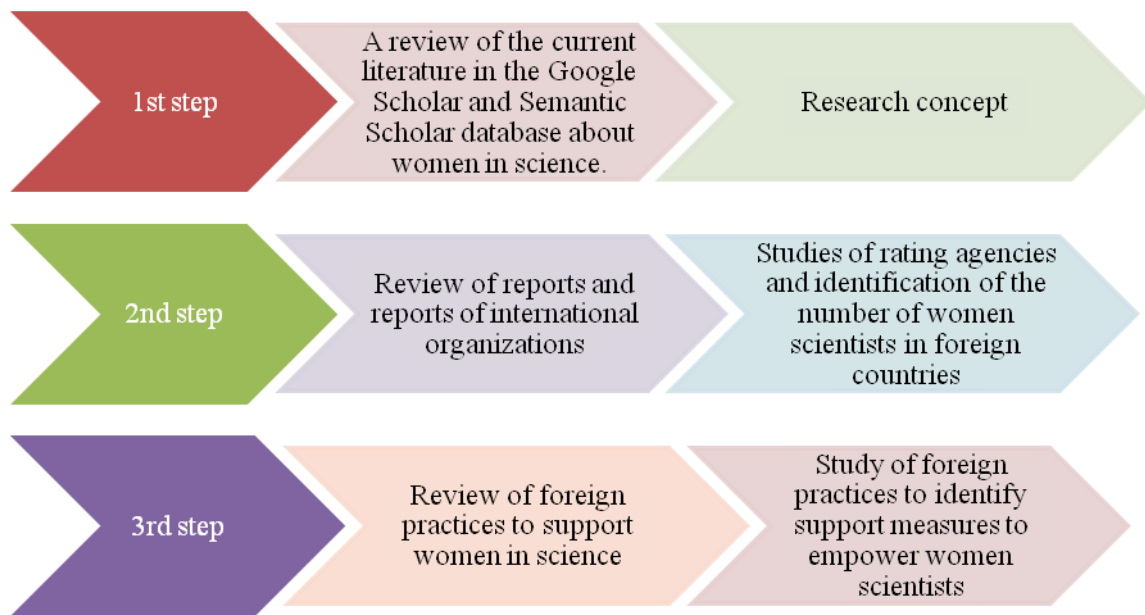 1st step
A review of the current
literature in the Google
Scholar and Semantic
Scholar database about
women in science.
Research concept
2nd step
Review of reports and
reports of international
organizations
Studies of rating agencies
and identification of the
number of women
scientists in foreign
countries
3rd step
Review of foreign
practices to support
women in science
Study of foreign
practices to identify
support measures to
empower women
scientists